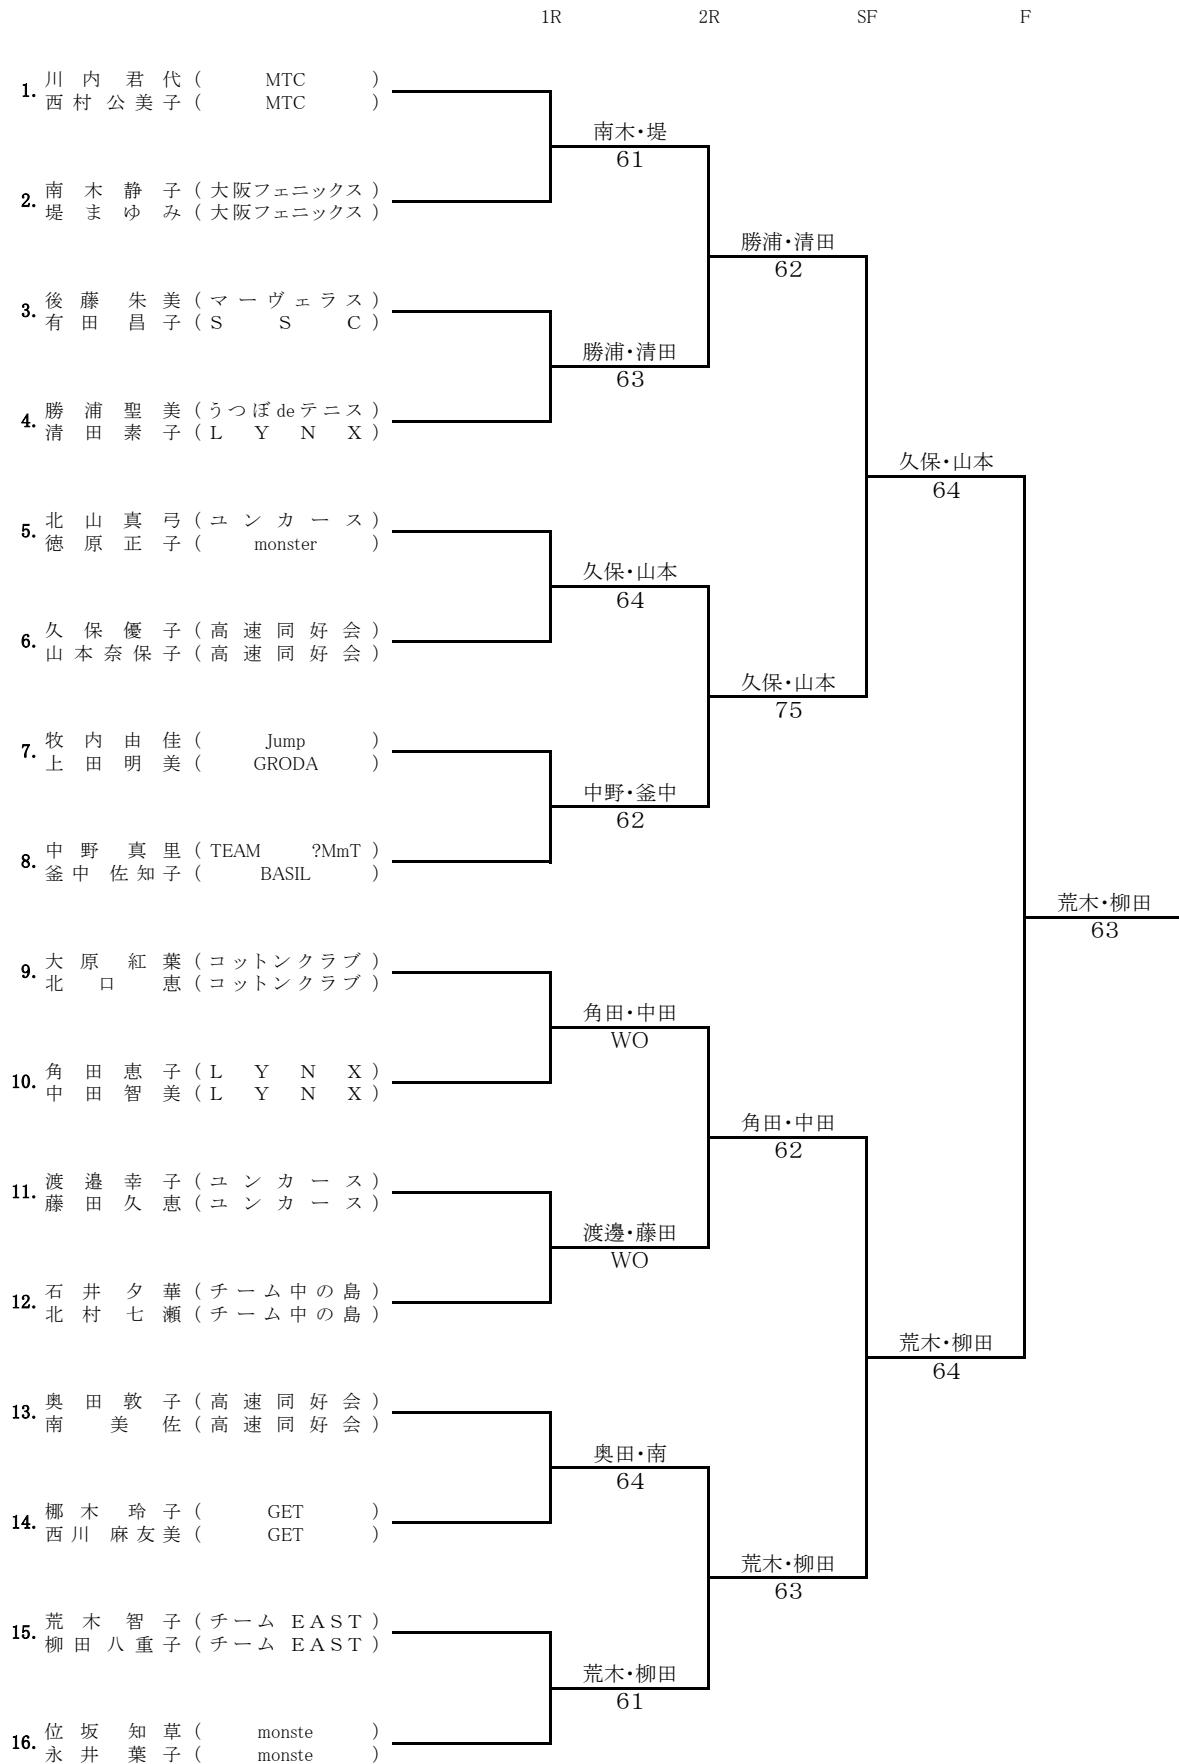 1R 2R SF F
川内君代(MTC)
1.
西村公美子(MTC)
南木・堤
61
南木静子(大阪フェニックス)
2.
堤まゆみ(大阪フェニックス)
勝浦・清田
62
後藤朱美(マーヴェラス)
3.
有田昌子(SSC)
勝浦・清田
63
勝浦聖美(うつぼdeテニス)
4.
清田素子(LYNX)
久保・山本
64
北山真弓(ユンカース)
5.
徳原正子(monster)
久保・山本
64
久保優子(高速同好会)
6.
山本奈保子(高速同好会)
久保・山本
75
牧内由佳(Jump)
7.
上田明美(GRODA)
中野・釜中
62
中野真里(TEAM ?MmT)
8.
釜中佐知子(BASIL)
荒木・柳田
63
大原紅葉(コットンクラブ)
9.
北口恵(コットンクラブ)
角田・中田
WO
角田恵子(LYNX)
10.
中田智美(LYNX)
角田・中田
62
渡邉幸子(ユンカース)
11.
藤田久恵(ユンカース)
渡邊・藤田
WO
石井夕華(チーム中の島)
12.
北村七瀬(チーム中の島)
荒木・柳田
64
奥田敦子(高速同好会)
13.
南美佐(高速同好会)
奥田・南
64
梛木玲子(GET)
14.
西川麻友美(GET)
荒木・柳田
63
荒木智子(チーム EAST)
15.
柳田八重子(チーム EAST)
荒木・柳田
61
位坂知草(monste)
16.
永井葉子(monste)